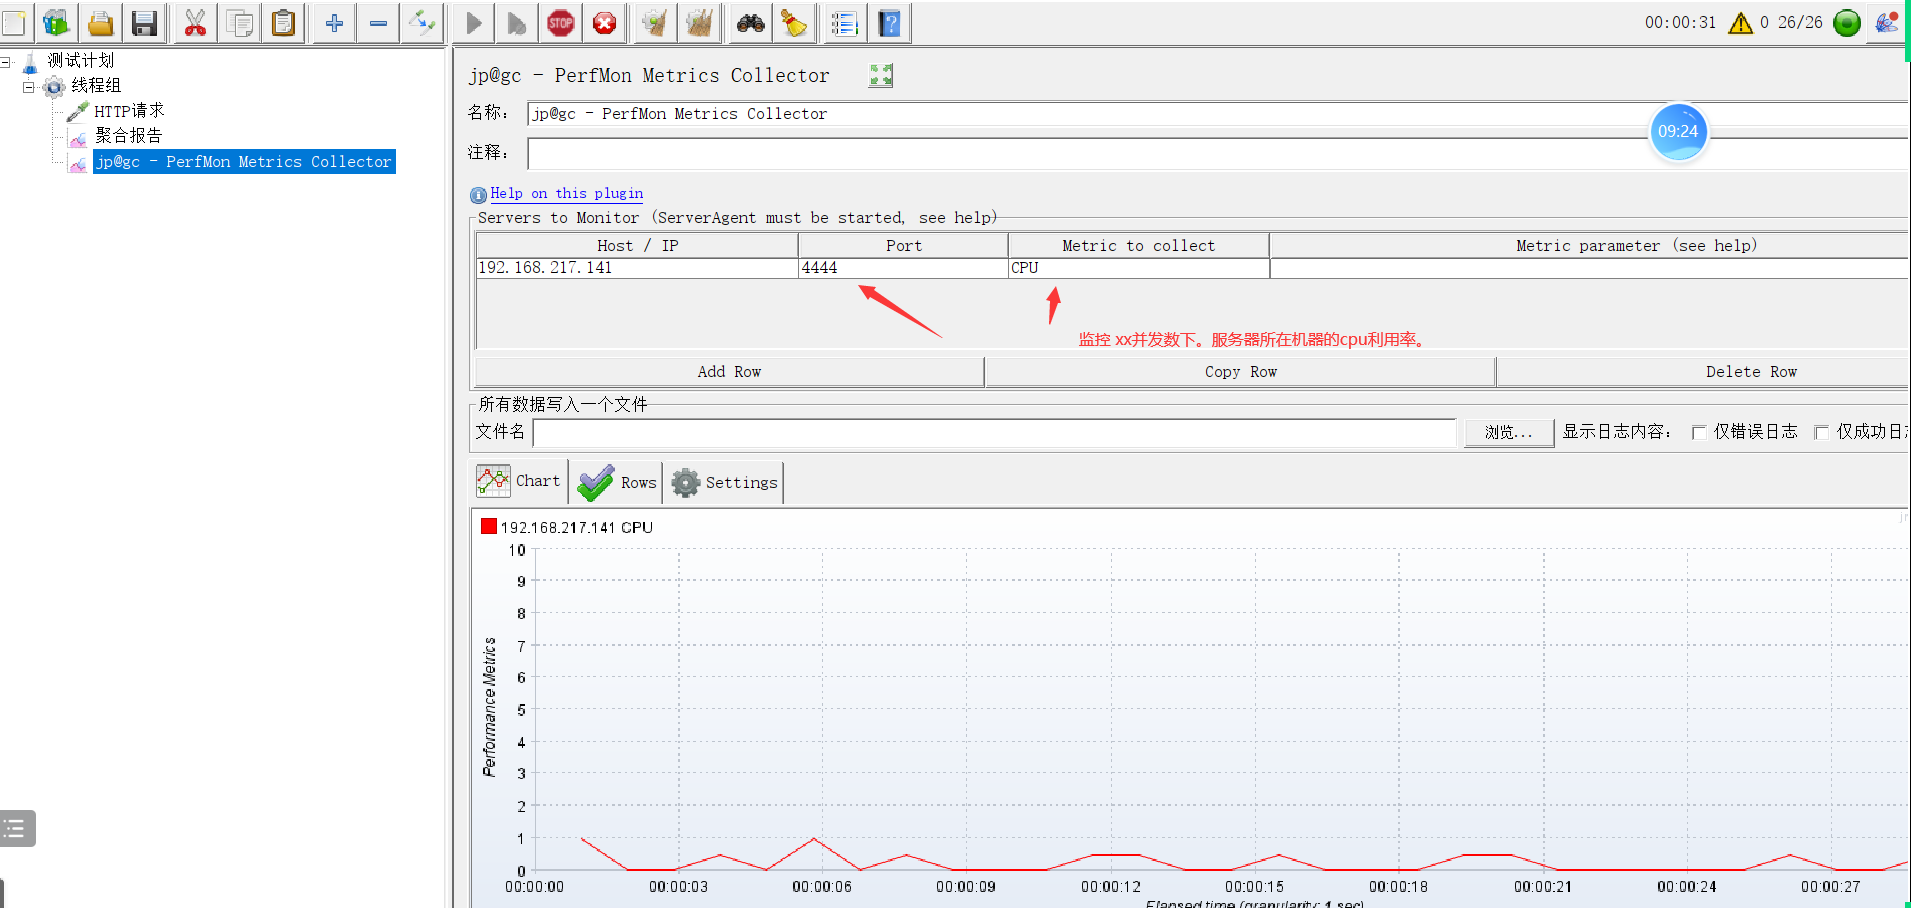 STOP
00:00:31
0 26/26
测试计划
线程组
HTTP请求
聚合报告
jp@gc - PerfMon Metrics Collector
jp@gc - PerfMon Metrics Collector
名称：
jp@gc - PerfMon Metrics Collector
09:24
注释：
Help on this plugin
Servers to Monitor (ServerAgent must be started, see help)
Host / IP
Port
Metric to collect
Metric parameter (see help)
192.168.217.141
4444
CPU
监控 xx并发数下。服务器所在机器的cpu利用率。
Add Row
Copy Row
Delete Row
所有数据写入一个文件
文件名
浏览...
显示日志内容：
仅错误日志
仅成功日
Chart
Rows
Settings
192.168.217.141 CPU
10
9
8
7
6
5
4
3
2
1
0
Performance Metrics
00:00:00
00:00:03
00:00:06
00:00:09
00:00:12
00:00:15
00:00:18
00:00:21
00:00:24
00:00:27
Elapsed time (granularity: 1 sec)